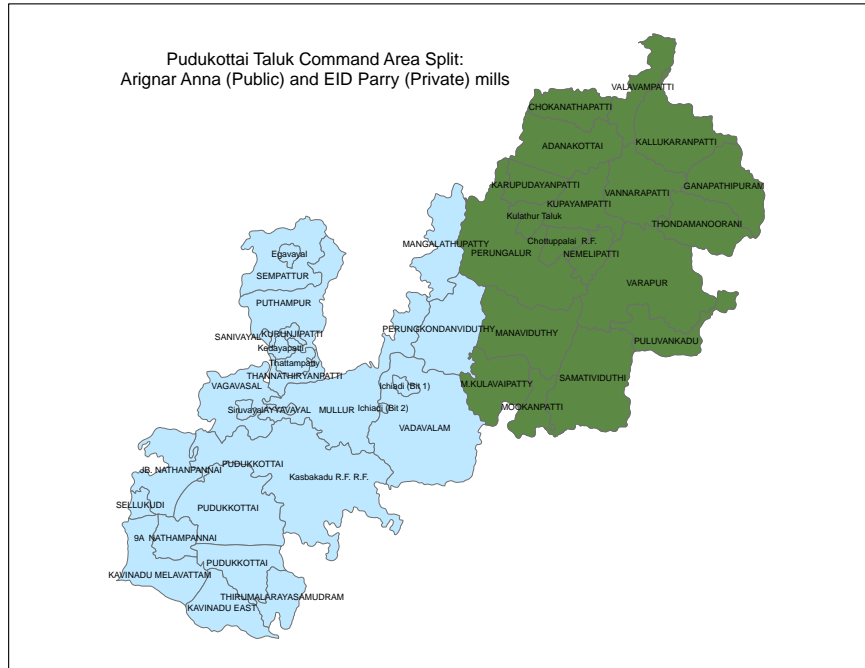 Pudukottai Taluk Command Area Split:
Arignar Anna (Public) and EID Parry (Private) mills
VALAVAMPATTI
CHOKANATHAPATTI
KALLUKARANPATTI
ADANAKOTTAI
KARUPUDAYANPATTI
GANAPATHIPURAM
VANNARAPATTI
KUPAYAMPATTI
Kulathur Taluk
THONDAMANOORANI
MANGALATHUPATTY
Chottuppalai R.F.
PERUNGALUR
NEMELIPATTI
Egavayal
SEMPATTUR
VARAPUR
PUTHAMPUR
PERUNGKONDANVIDUTHY
MANAVIDUTHY
SANIVAYAL
KURUNJIPATTI
PULUVANKADU
Kedayapatti
Thattampatty
THANNATHIRYANPATTI
SAMATIVIDUTHI
VAGAVASAL
Ichiadi (Bit 1)
M.KULAVAIPATTY
Siruvayal
AYYAVAYAL
MULLUR
Ichiadi (Bit 2)
MOOKANPATTI
VADAVALAM
JB. NATHANPANNAI
PUDUKKOTTAI
Kasbakadu R.F. R.F.
SELLUKUDI
PUDUKKOTTAI
9A NATHAMPANNAI
PUDUKKOTTAI
KAVINADU MELAVATTAM
THIRUMALARAYASAMUDRAM
KAVINADU EAST